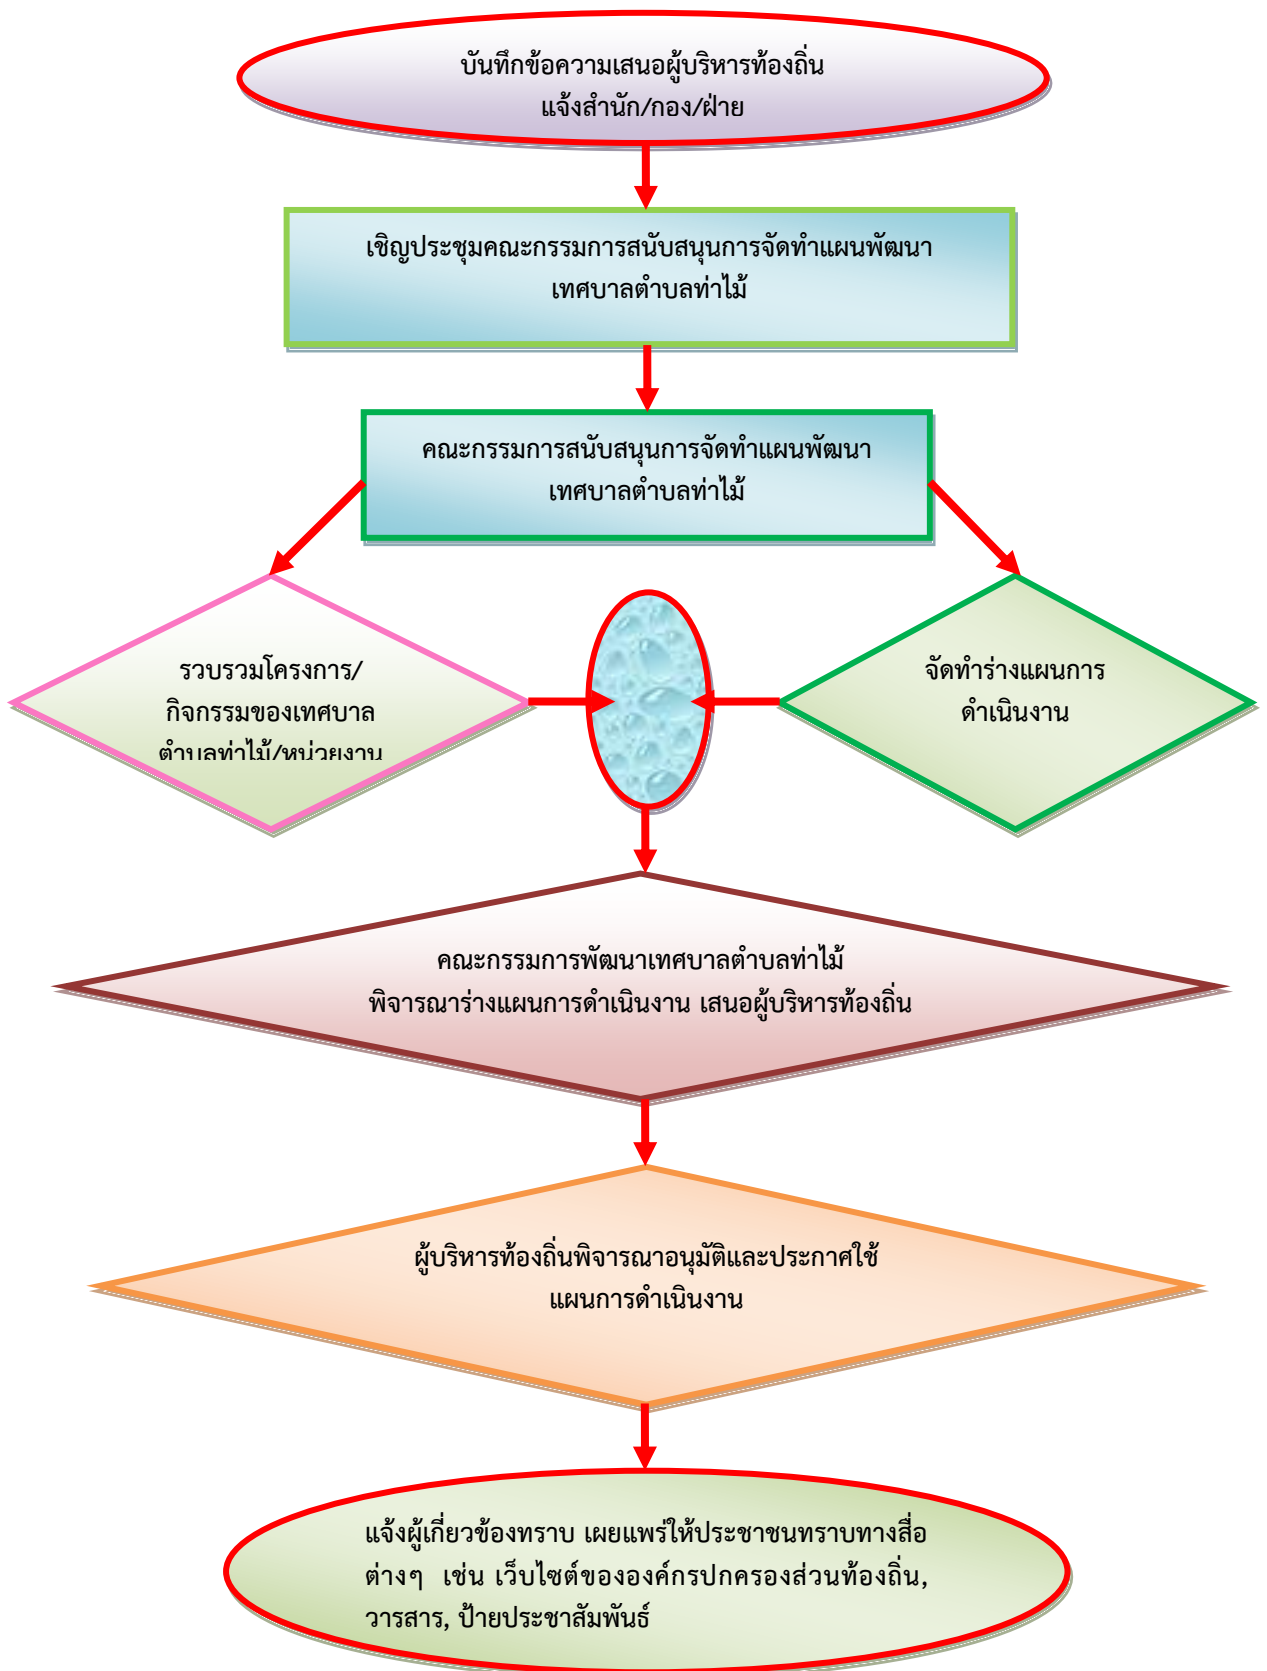 บันทึกข้อความเสนอผู้บริหารท้องถิ่น
แจ้งสำนัก/กอง/ฝ่าย
เชิญประชุมคณะกรรมการสนับสนุนการจัดทำแผนพัฒนา
เทศบาลตำบลท่าไม้
คณะกรรมการสนับสนุนการจัดทำแผนพัฒนา
เทศบาลตำบลท่าไม้
รวบรวมโครงการ/
กิจกรรมของเทศบาล
ตำบลท่าไม้/หน่วยงาน
จัดทำร่างแผนการ
ดำเนินงาน
คณะกรรมการพัฒนาเทศบาลตำบลท่าไม้
พิจารณาร่างแผนการดำเนินงาน เสนอผู้บริหารท้องถิ่น
ผู้บริหารท้องถิ่นพิจารณาอนุมัติและประกาศใช้
แผนการดำเนินงาน
แจ้งผู้เกี่ยวข้องทราบ เผยแพร่ให้ประชาชนทราบทางสื่อ
ต่างๆ เช่น เว็บไซต์ขององค์กรปกครองส่วนท้องถิ่น,
วารสาร, ป้ายประชาสัมพันธ์